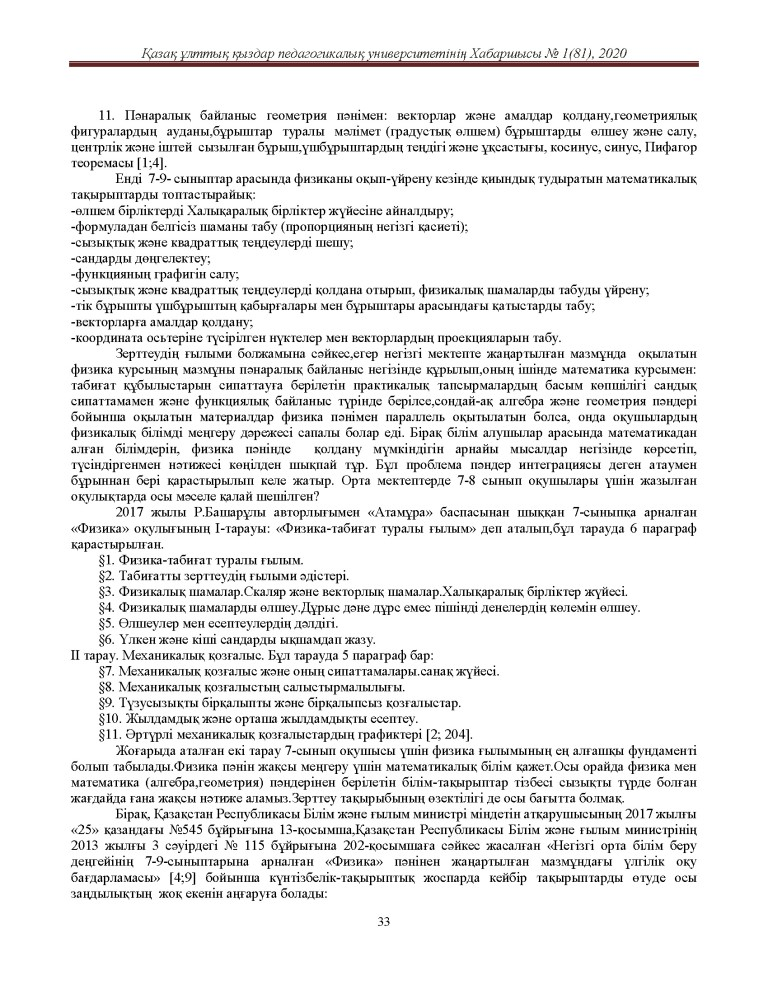 Қазақ ұлттық қыздар педагогикалық университетінің Хабаршысы № 1(81), 2020
11. Пәнаралық байланыс геометрия пәнімен: векторлар және амалдар қолдану,геометриялық
фигуралардың ауданы,бұрыштар туралы мәлімет (градустық өлшем) бұрыштарды өлшеу және салу,
центрлік және іштей сызылған бұрыш,үшбұрыштардың теңдігі және ұқсастығы, косинус, синус, Пифагор
теоремасы [1;4].
Енді 7-9- сыныптар арасында физиканы оқып-үйрену кезінде қиындық тудыратын математикалық
тақырыптарды топтастырайық:
-өлшем бірліктерді Халықаралық бірліктер жүйесіне айналдыру;
-формуладан белгісіз шаманы табу (пропорцияның негізгі қасиеті);
-сызықтық және квадраттық теңдеулерді шешу;
-сандарды дөңгелектеу;
-функцияның графигін салу;
-сызықтық және квадраттық теңдеулерді қолдана отырып, физикалық шамаларды табуды үйрену;
-тік бұрышты үшбұрыштың қабырғалары мен бұрыштары арасындағы қатыстарды табу;
-векторларға амалдар қолдану;
-координата осьтеріне түсірілген нүктелер мен векторлардың проекцияларын табу.
Зерттеудің ғылыми болжамына сәйкес,егер негізгі мектепте жаңартылған мазмұнда оқылатын
физика курсының мазмұны пәнаралық байланыс негізінде құрылып,оның ішінде математика курсымен:
табиғат құбылыстарын сипаттауға берілетін практикалық тапсырмалардың басым көпшілігі сандық
сипаттамамен және функциялық байланыс түрінде берілсе,сондай-ақ алгебра және геометрия пәндері
бойынша оқылатын материалдар физика пәнімен параллель оқытылатын болса, онда оқушылардың
физикалық білімді меңгеру дәрежесі сапалы болар еді. Бірақ білім алушылар арасында математикадан
алған білімдерін, физика пәнінде қолдану мүмкіндігін арнайы мысалдар негізінде көрсетіп,
түсіндіргенмен нәтижесі көңілден шықпай тұр. Бұл проблема пәндер интеграциясы деген атаумен
бұрыннан бері қарастырылып келе жатыр. Орта мектептерде 7-8 сынып оқушылары үшін жазылған
оқулықтарда осы мәселе қалай шешілген?
2017 жылы Р.Башарұлы авторлығымен «Атамұра» баспасынан шыққан 7-сыныпқа арналған
«Физика» оқулығының І-тарауы: «Физика-табиғат туралы ғылым» деп аталып,бұл тарауда 6 параграф
қарастырылған.
§1. Физика-табиғат туралы ғылым.
§2. Табиғатты зерттеудің ғылыми әдістері.
§3. Физикалық шамалар.Скаляр және векторлық шамалар.Халықаралық бірліктер жүйесі.
§4. Физикалық шамаларды өлшеу.Дұрыс дәне дұрс емес пішінді денелердің көлемін өлшеу.
§5. Өлшеулер мен есептеулердің дәлдігі.
§6. Үлкен және кіші сандарды ықшамдап жазу.
ІІ тарау. Механикалық қозғалыс. Бұл тарауда 5 параграф бар:
§7. Механикалық қозғалыс және оның сипаттамалары.санақ жүйесі.
§8. Механикалық қозғалыстың салыстырмалылығы.
§9. Түзусызықты бірқалыпты және бірқалыпсыз қозғалыстар.
§10. Жылдамдық және орташа жылдамдықты есептеу.
§11. Әртүрлі механикалық қозғалыстардың графиктері [2; 204].
Жоғарыда аталған екі тарау 7-сынып оқушысы үшін физика ғылымының ең алғашқы фундаменті
болып табылады.Физика пәнін жақсы меңгеру үшін математикалық білім қажет.Осы орайда физика мен
математика (алгебра,геометрия) пәндерінен берілетін білім-тақырыптар тізбесі сызықты түрде болған
жағдайда ғана жақсы нәтиже аламыз.Зерттеу тақырыбының өзектілігі де осы бағытта болмақ.
Бірақ, Қазақстан Республикасы Білім және ғылым министрі міндетін атқарушысының 2017 жылғы
«25» қазандағы №545 бұйрығына 13-қосымша,Қазақстан Республикасы Білім және ғылым министрінің
2013 жылғы 3 сәуірдегі № 115 бұйрығына 202-қосымшаға сәйкес жасалған «Негізгі орта білім беру
деңгейінің 7-9-сыныптарына арналған «Физика» пәнінен жаңартылған мазмұндағы үлгілік оқу
бағдарламасы» [4;9] бойынша күнтізбелік-тақырыптық жоспарда кейбір тақырыптарды өтуде осы
заңдылықтың жоқ екенін аңғаруға болады:
33